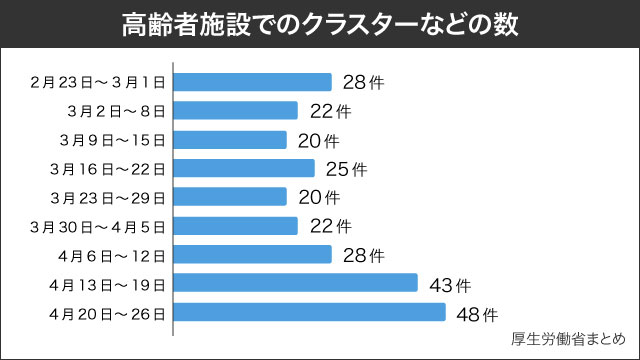 高齢者施設でのクラスターなどの数
2月23日～3月1日 28件
3月2日～8日 22件
3月9日～15日 20件
3月16日～22日 25件
3月23日～29日 20件
3月30日～4月5日 22件
4月6日～12日 28件
4月13日～19日 43件
4月20日～26日 48件
厚生労働省まとめ